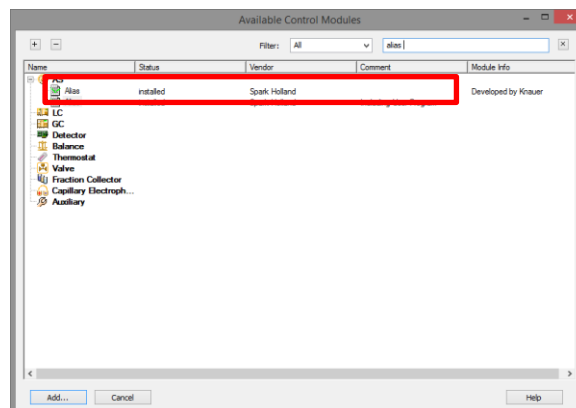 Available Control Modules
Filter: All alias
Name Status Vendor Comment Module Info
AS
Alias installed Spark Holland Developed by Knauer
LC
GC
Detector
Balance
Thermostat
Valve
Fraction Collector
Capillary Electroph...
Auxiliary
Add... Cancel Help